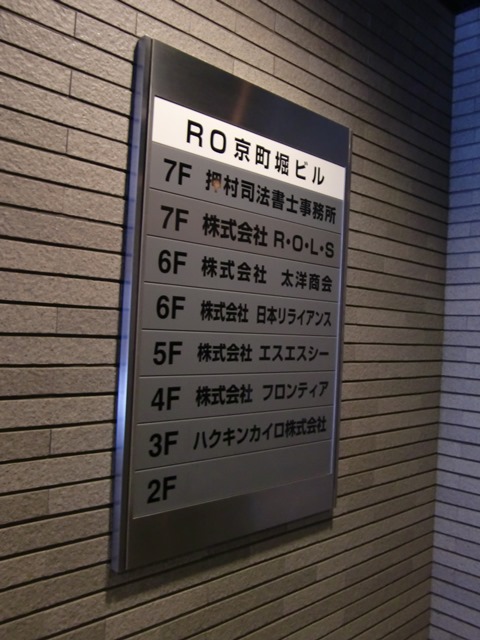 RO京町堀ビル
7F 押村司法書士事務所
7F 株式会社 R・O・L・S
6F 株式会社 太洋商会
6F 株式会社 日本リライアンス
5F 株式会社 エスエスシー
4F 株式会社 フロンティア
3F ハクキンカイロ株式会社
2F